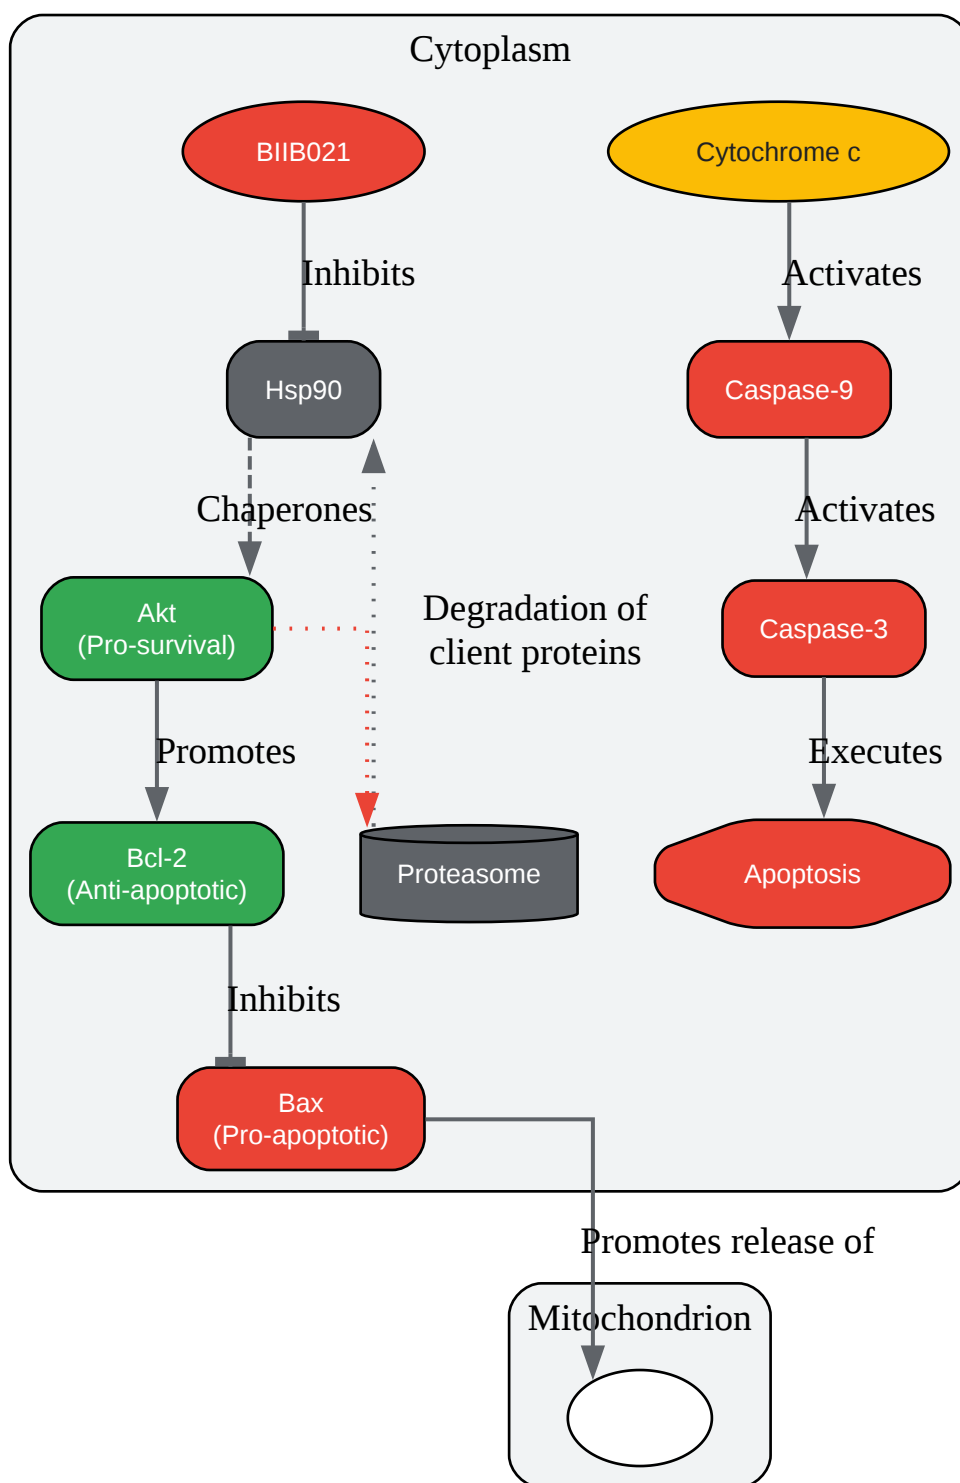 Cytoplasm
BIIB021
Cytochrome c
Inhibits
Activates
Hsp90
Caspase-9
Chaperones
Activates
Akt
(Pro-survival)
Degradation of
client proteins
Caspase-3
Promotes
Executes
Bcl-2
(Anti-apoptotic)
Proteasome
Apoptosis
Inhibits
Bax
(Pro-apoptotic)
Promotes release of
Mitochondrion